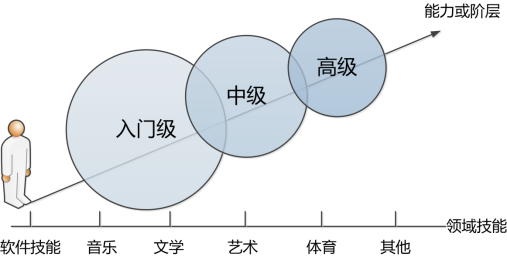 能力或阶层
高级
中级
入门级
领域技能
软件技能 音乐 文学 艺术 体育 其他